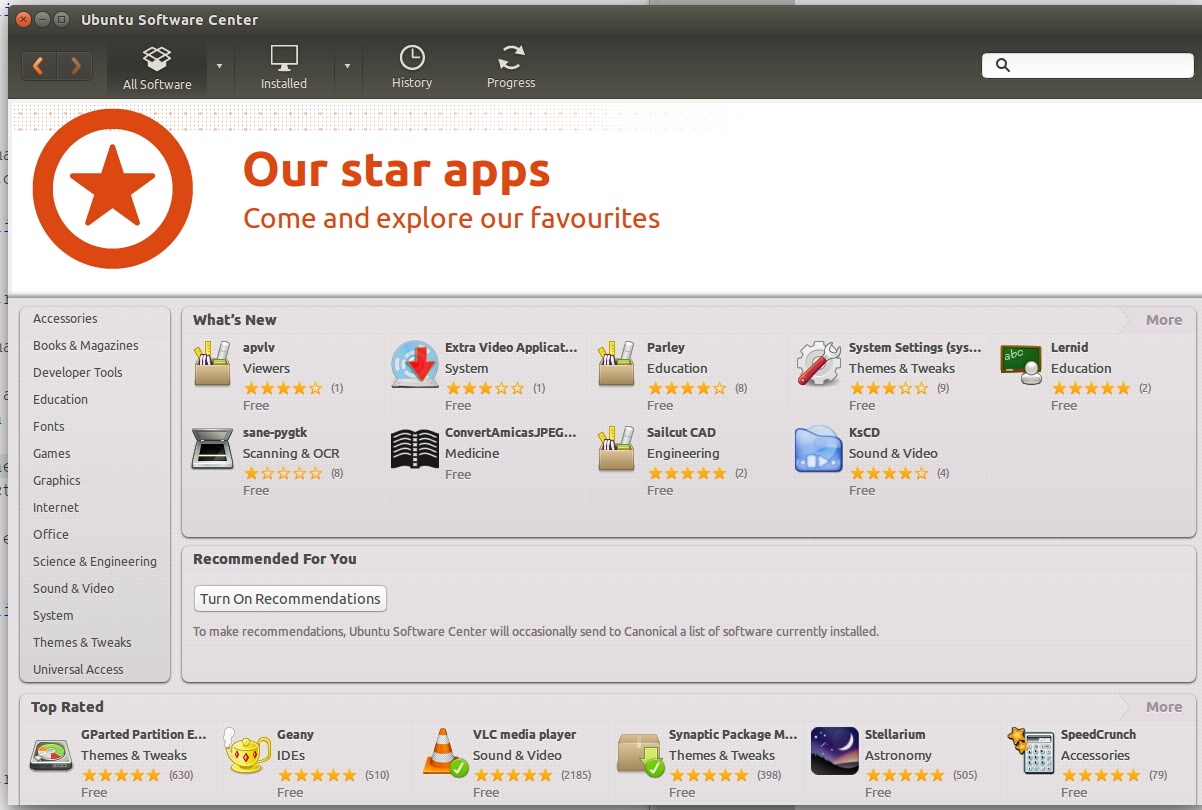 Ubuntu Software Center
All Software
Installed
History
Progress
Our star apps
Come and explore our favourites
Accessories
Books & Magazines
Developer Tools
Education
Fonts
Games
Graphics
Internet
Office
Science & Engineering
Sound & Video
System
Themes & Tweaks
Universal Access
What's New
More
apvlv
Viewers
(1)
Free
Extra Video Applicat...
System
(1)
Free
Parley
Education
(8)
Free
System Settings (sys...
Themes & Tweaks
(9)
Free
abc
Lernid
Education
(2)
Free
sane-pygtk
Scanning & OCR
(8)
Free
ConvertAmicasJPEG...
Medicine
Free
Sailcut CAD
Engineering
(2)
Free
KsCD
Sound & Video
(4)
Free
Recommended For You
Turn On Recommendations
To make recommendations, Ubuntu Software Center will occasionally send to Canonical a list of software currently installed.
Top Rated
More
GParted Partition E...
Themes & Tweaks
(630)
Free
Geany
IDEs
(510)
Free
VLC media player
Sound & Video
(2185)
Free
Synaptic Package M...
Themes & Tweaks
(398)
Free
Stellarium
Astronomy
(505)
Free
SpeedCrunch
Accessories
(79)
Free